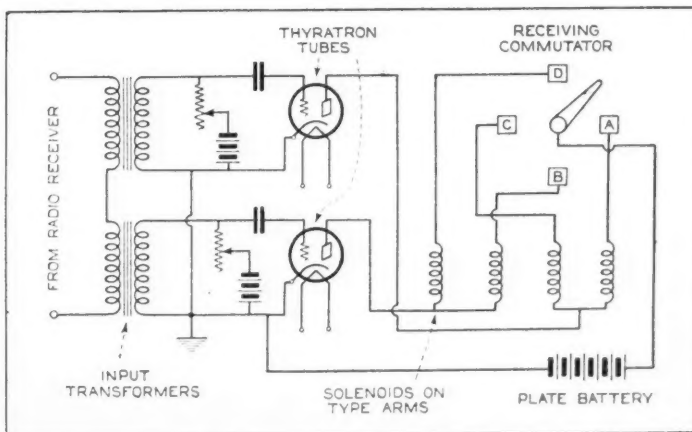 THYRATRON
TUBES
RECEIVING
COMMUTATOR
D
C
A
B
FROM RADIO RECEIVER
INPUT
TRANSFORMERS
SOLENOIDS ON
TYPE ARMS
PLATE BATTERY